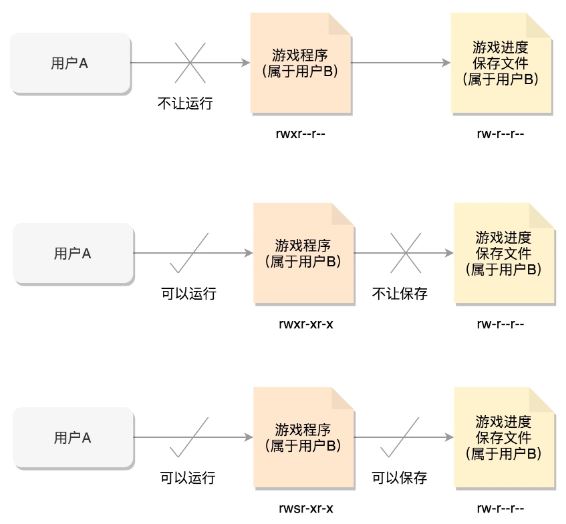 用户A
不让运行
游戏程序
(属于用户B)
rwxr--r--
游戏进度
保存文件
(属于用户B)
rw-r--r--
用户A
可以运行
游戏程序
(属于用户B)
rwxr-xr-x
不让保存
游戏进度
保存文件
(属于用户B)
rw-r--r--
用户A
可以运行
游戏程序
(属于用户B)
rwsr-xr-x
可以保存
游戏进度
保存文件
(属于用户B)
rw-r--r--